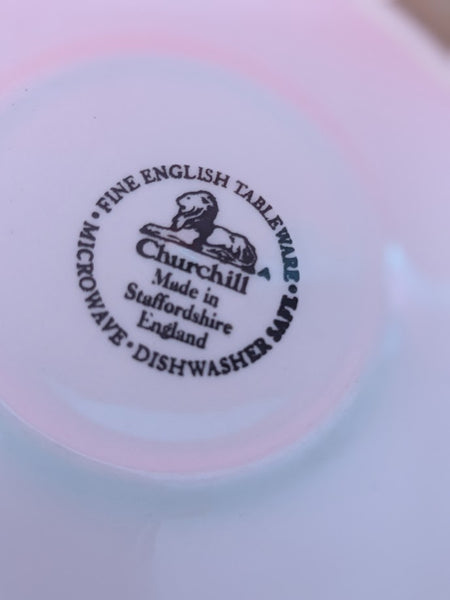 • FINE ENGLISH TABLEWARE •
MICROWAVE • DISHWASHER SAFE
Churchill
Made in
Staffordshire
England